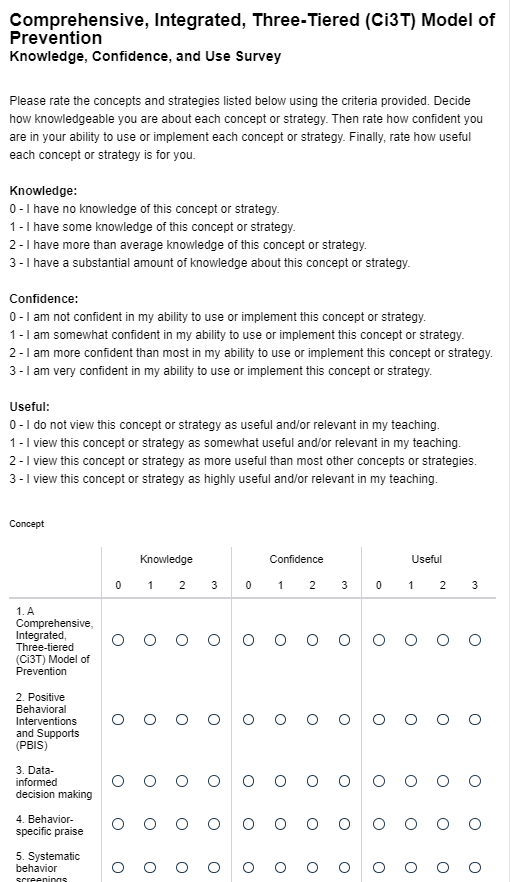 Comprehensive, Integrated, Three-Tiered (Ci3T) Model of
Prevention
Knowledge, Confidence, and Use Survey
Please rate the concepts and strategies listed below using the criteria provided. Decide
how knowledgeable you are about each concept or strategy. Then rate how confident you
are in your ability to use or implement each concept or strategy. Finally, rate how useful
each concept or strategy is for you.
Knowledge:
0 - I have no knowledge of this concept or strategy.
1 - I have some knowledge of this concept or strategy.
2 - I have more than average knowledge of this concept or strategy.
3 - I have a substantial amount of knowledge about this concept or strategy.
Confidence:
0 - I am not confident in my ability to use or implement this concept or strategy.
1 - I am somewhat confident in my ability to use or implement this concept or strategy.
2 - I am more confident than most in my ability to use or implement this concept or strategy.
3 - I am very confident in my ability to use or implement this concept or strategy.
Useful:
0 - I do not view this concept or strategy as useful and/or relevant in my teaching.
1 - I view this concept or strategy as somewhat useful and/or relevant in my teaching.
2 - I view this concept or strategy as more useful than most other concepts or strategies.
3 - I view this concept or strategy as highly useful and/or relevant in my teaching.
Concept
Knowledge Confidence Useful
0 1 2 3 0 1 2 3 0 1 2 3
1. A
Comprehensive,
Integrated,
Three-tiered
(Ci3T) Model of
Prevention
2. Positive
Behavioral
Interventions
and Supports
(PBIS)
3. Data-
informed
decision making
4. Behavior-
specific praise
5. Systematic
behavior
screenings